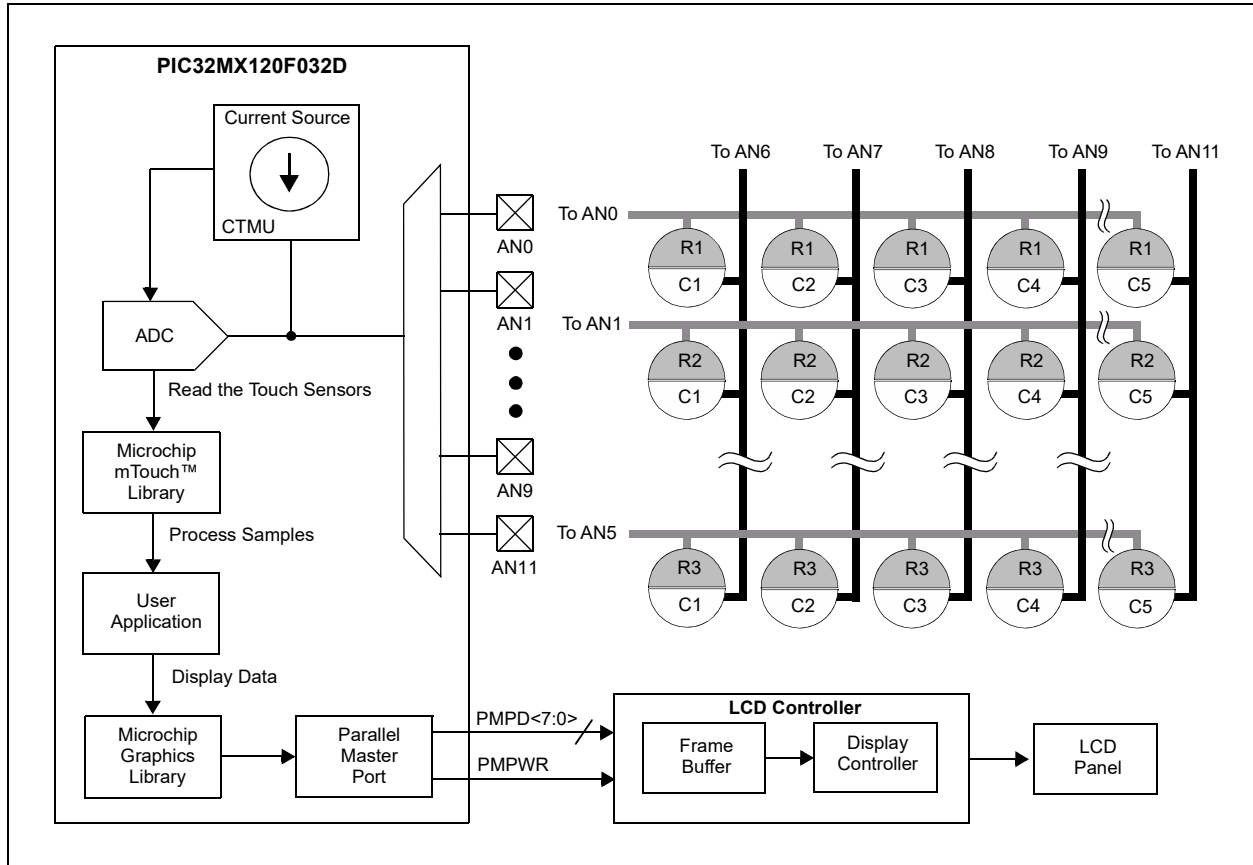 PIC32MX120F032D
Current Source
CTMU
ADC
Read the Touch Sensors
Microchip
mTouch™
Library
Process Samples
User
Application
Display Data
Microchip
Graphics
Library
Parallel
Master
Port
AN0
AN1
AN9
AN11
To AN6
To AN7
To AN8
To AN9
To AN11
To AN0
R1 R1 R1 R1 R1
C1 C2 C3 C4 C5
To AN1
R2 R2 R2 R2 R2
C1 C2 C3 C4 C5
To AN5
R3 R3 R3 R3 R3
C1 C2 C3 C4 C5
PMPD<7:0>
PMPWR
LCD Controller
Frame
Buffer
Display
Controller
LCD
Panel